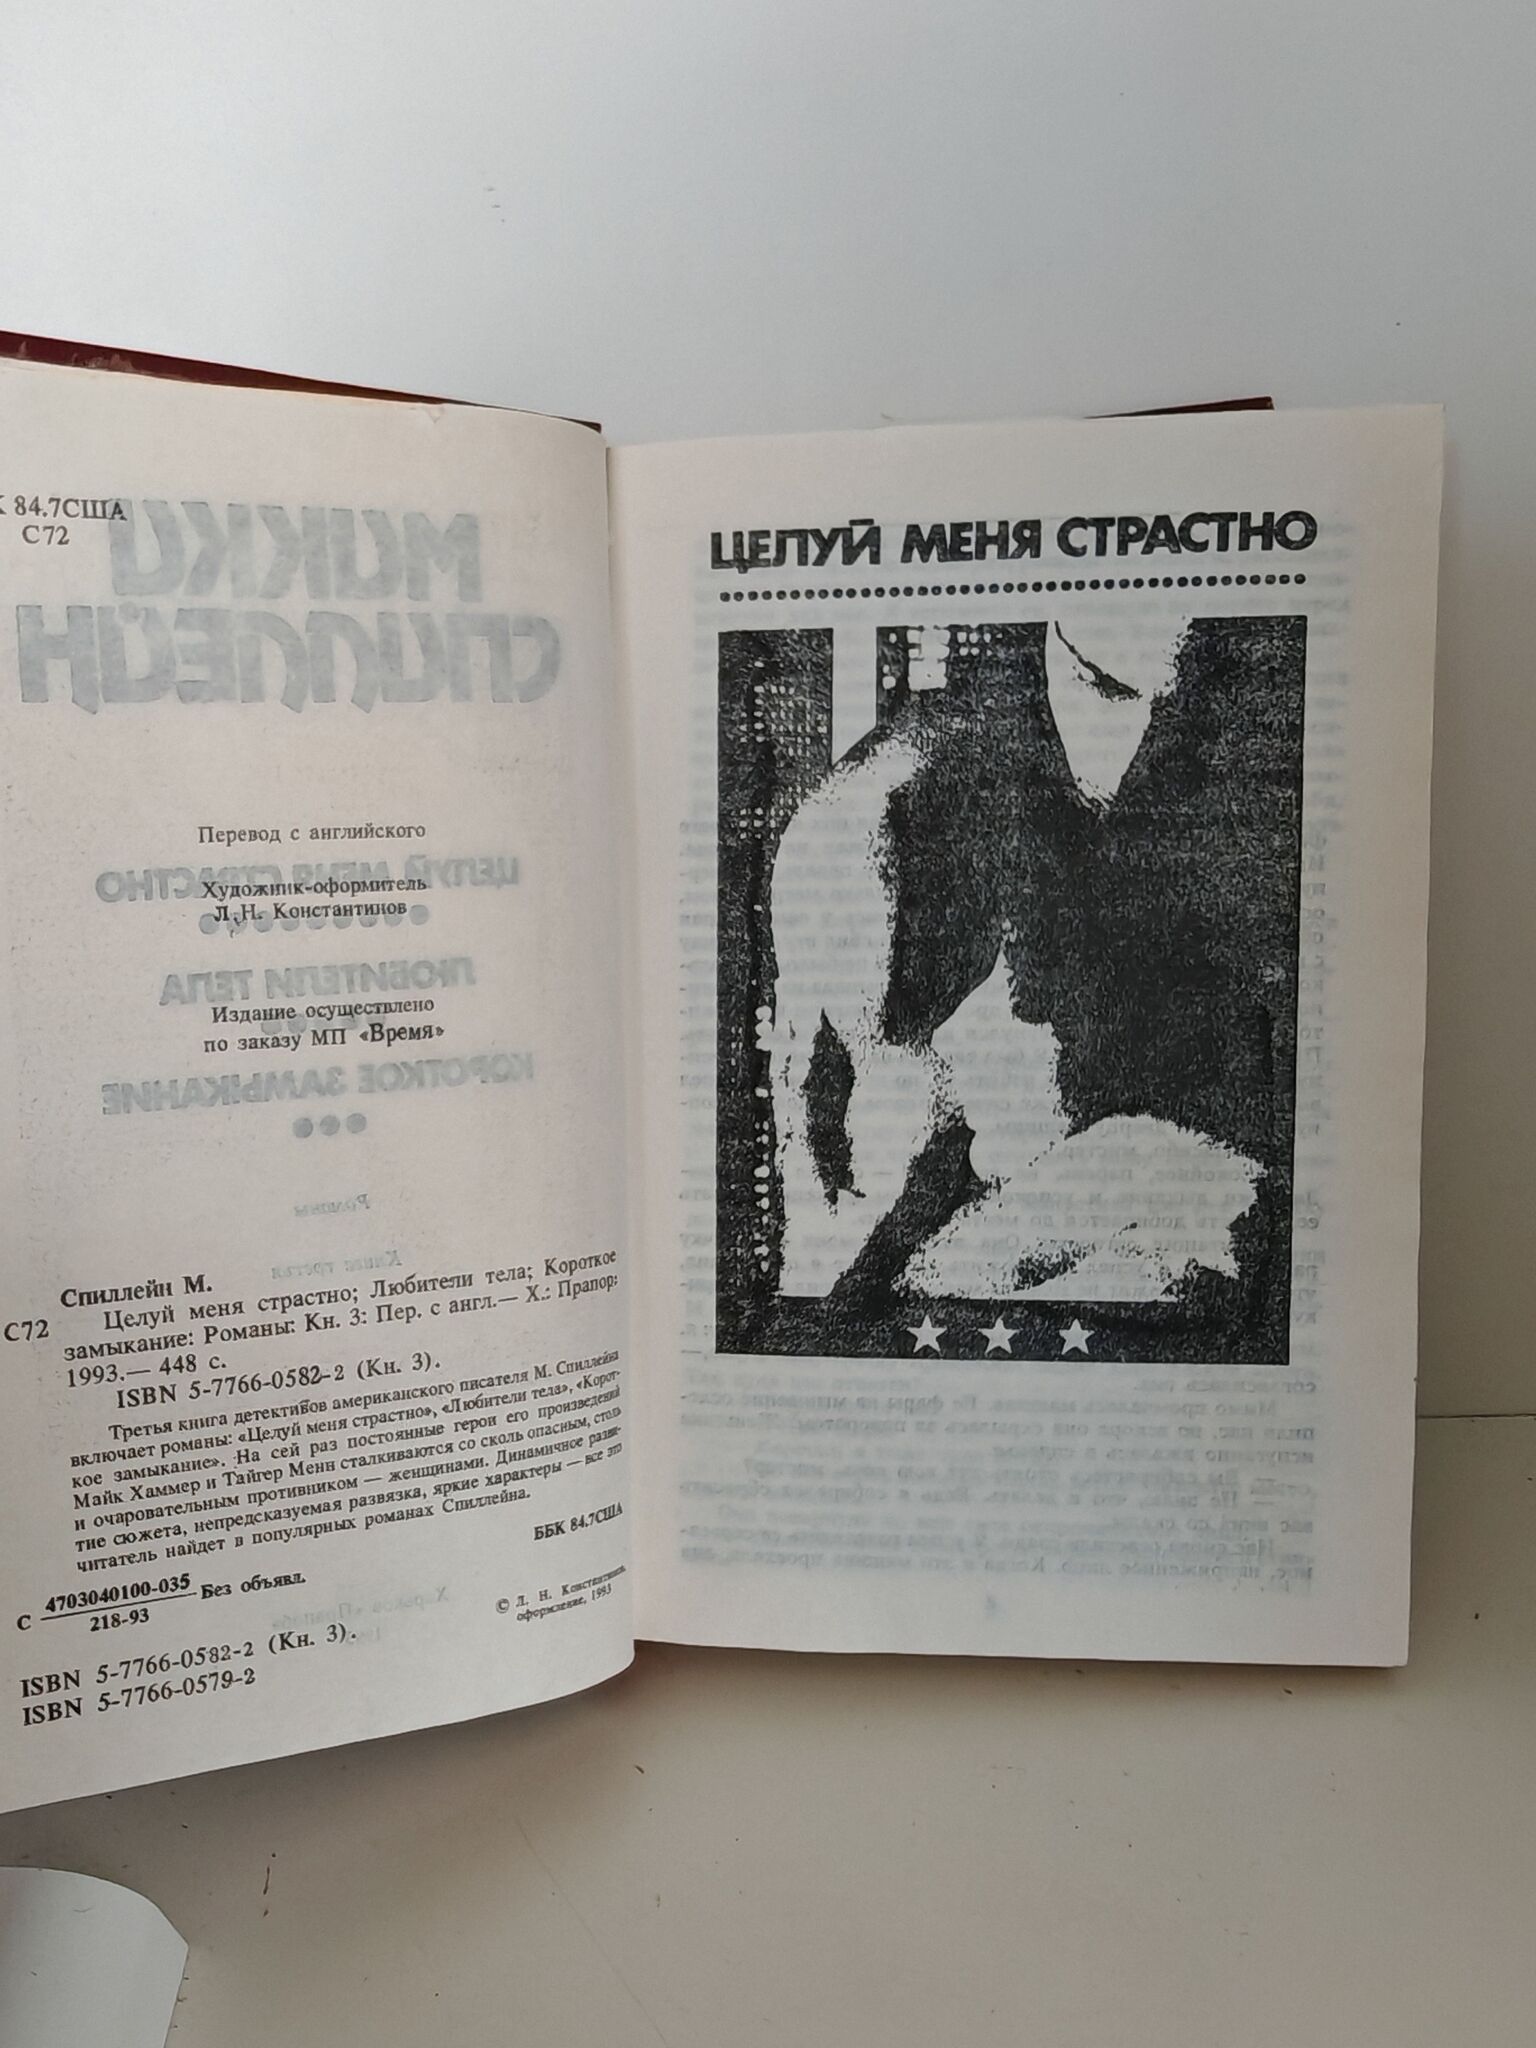 К 84.7США
С72
Перевод с английского
Художник-оформитель
Л. Н. Константинов
Издание осуществлено
по заказу МП «Время»
Спиллейн М.
С72 Целуй меня страстно; Любители тела; Короткое
замыкание: Романы: Кн. 3: Пер. с англ.— Х.: Прапор;
1993.— 448 с.
ISBN 5-7766-0582-2 (Кн. 3).
Третья книга детективов американского писателя М. Спиллейна
включает романы: «Целуй меня страстно», «Любители тела», «Корот-
кое замыкание». На сей раз постоянные герои его произведений
Майк Хаммер и Тайгер Менн сталкиваются со сколь опасным, столь
и очаровательным противником — женщинами. Динамичное разви-
тие сюжета, непредсказуемая развязка, яркие характеры — все это
читатель найдет в популярных романах Спиллейна.
ББК 84.7США
С 4703040100-035 Без объявл.
218-93
© Л. Н. Константинов,
оформление, 1993
ISBN 5-7766-0582-2 (Кн. 3).
ISBN 5-7766-0579-2
ЦЕЛУЙ МЕНЯ СТРАСТНО